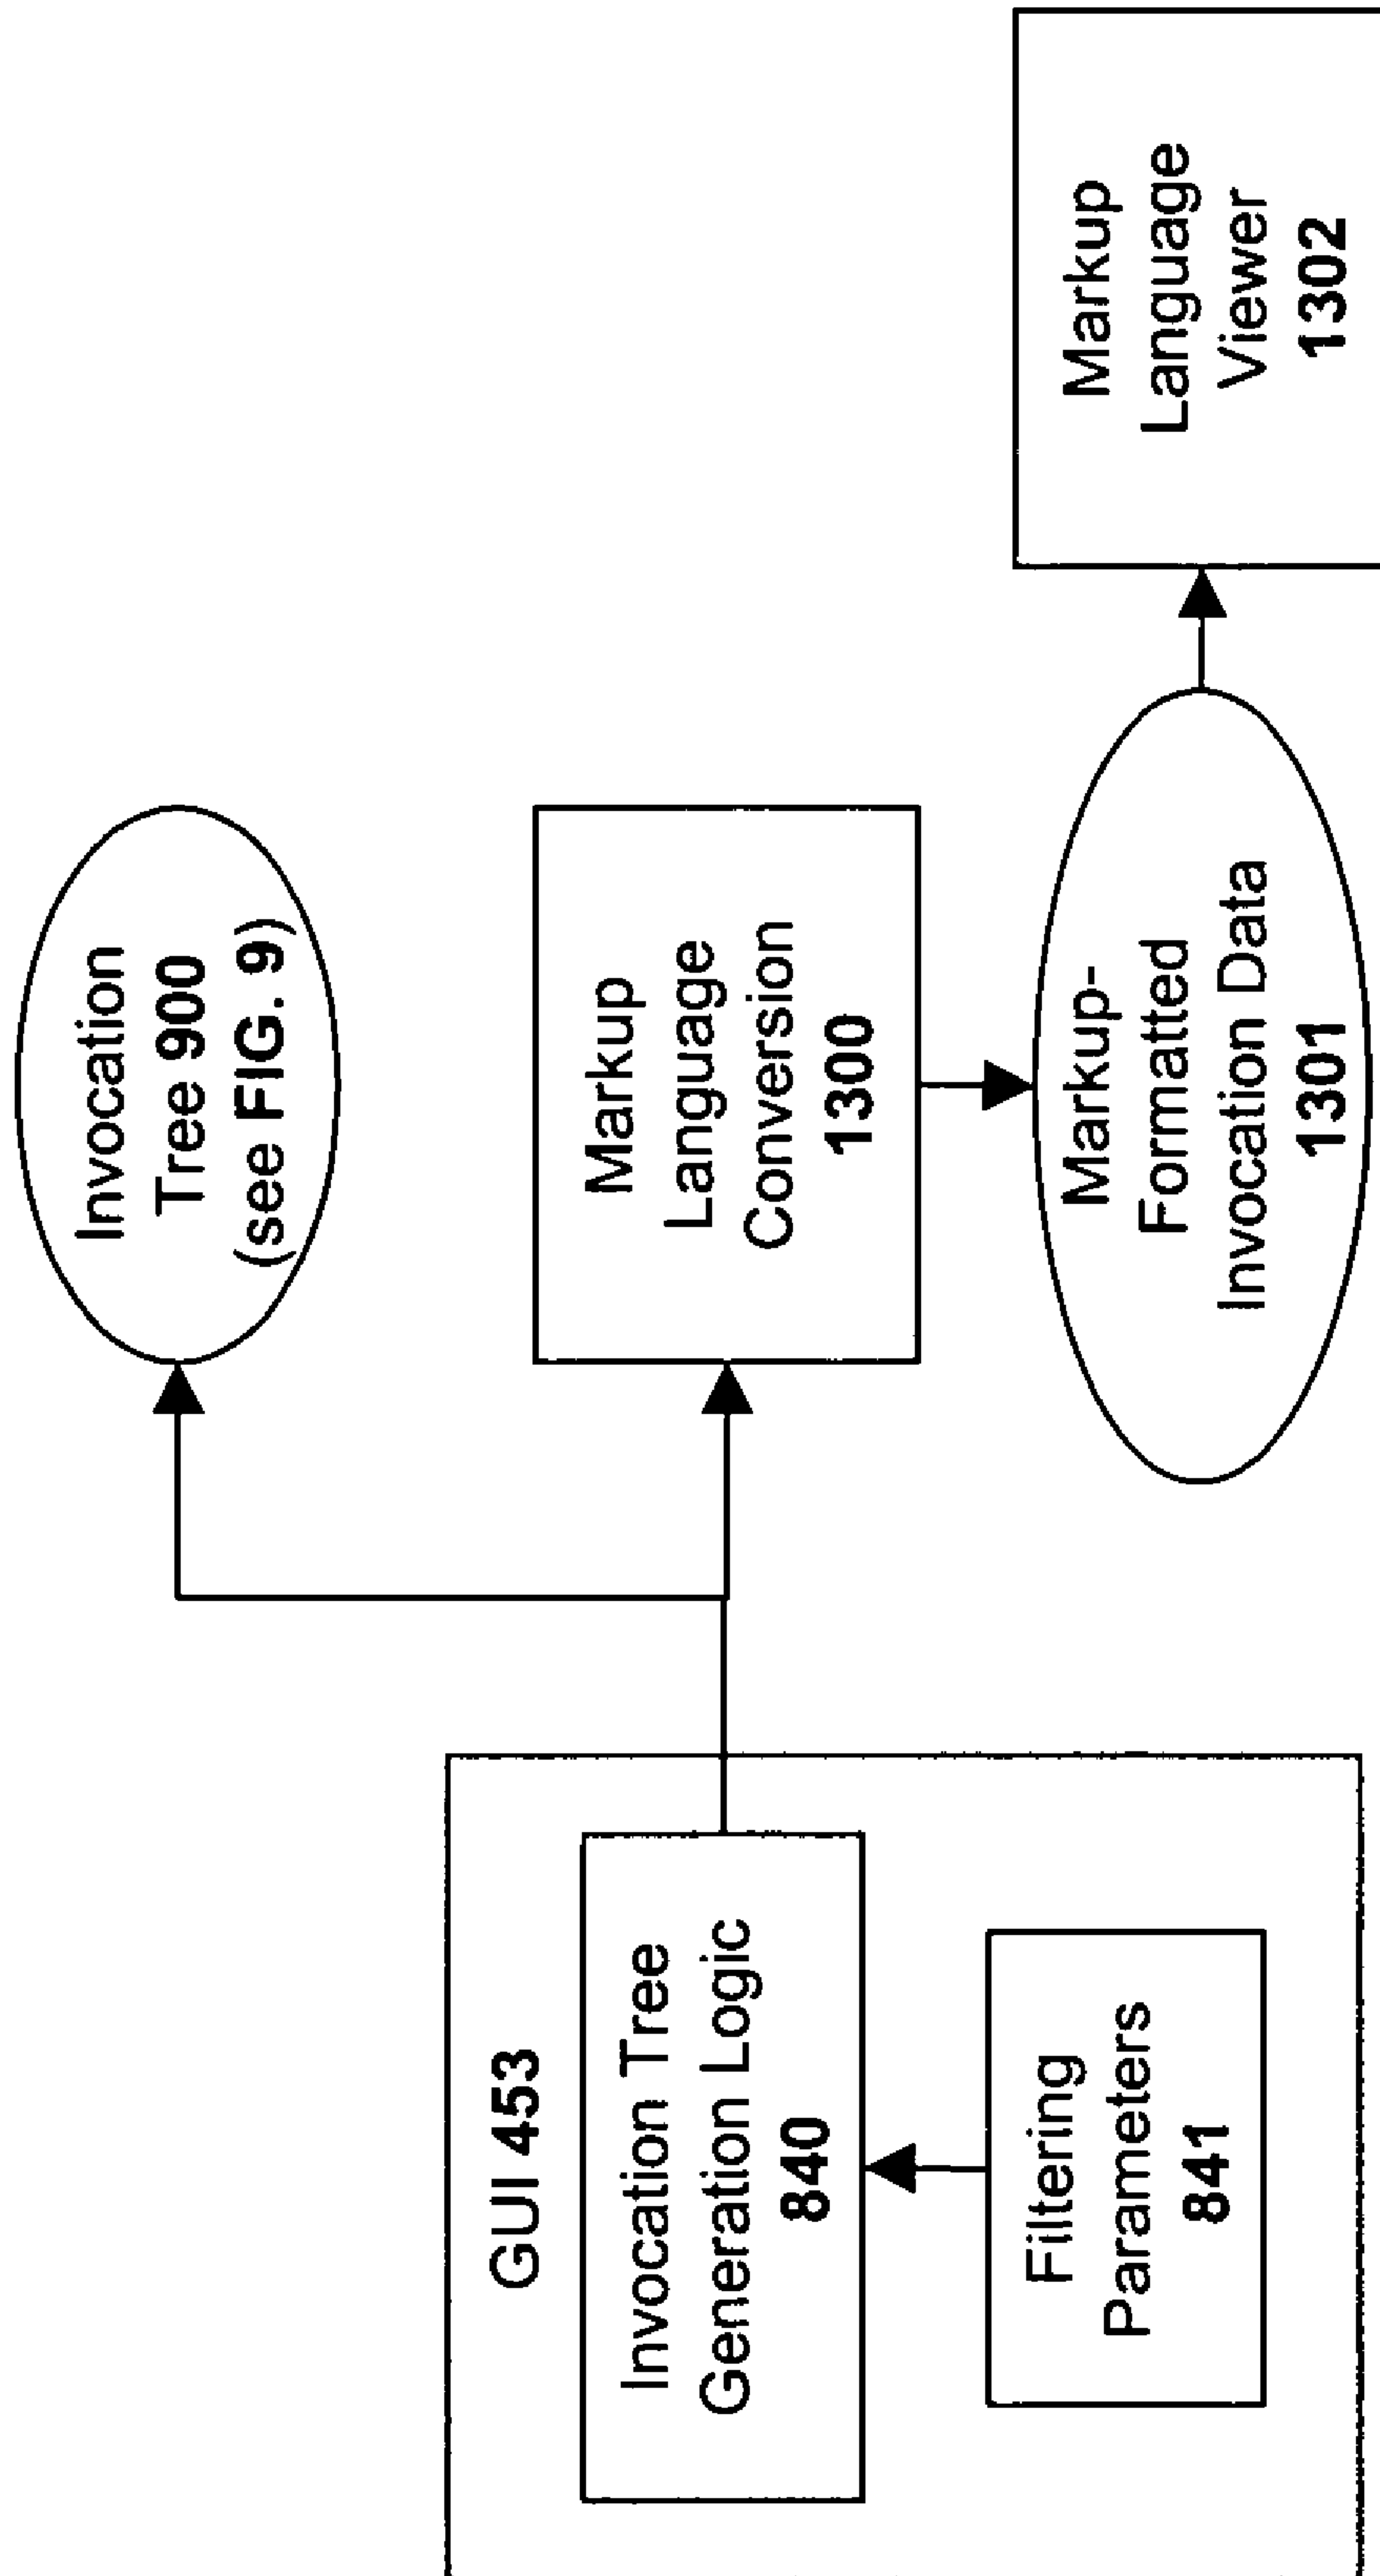 GUI 453
Invocation Tree
Generation Logic
840
Filtering
Parameters
841
Invocation
Tree 900
(see FIG. 9)
Markup
Language
Conversion
1300
Markup-
Formatted
Invocation Data
1301
Markup
Language
Viewer
1302